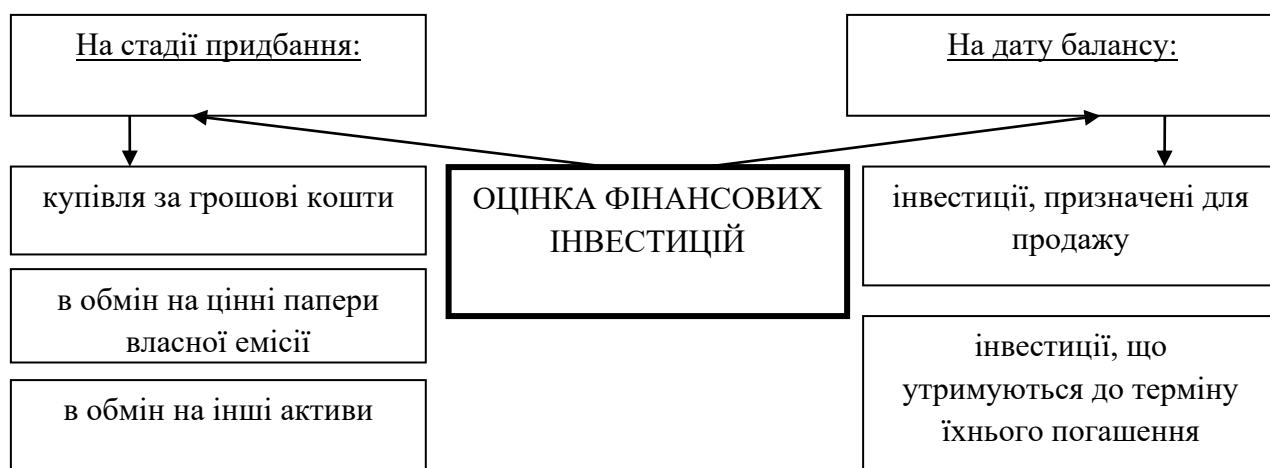 На стадії придбання:
На дату балансу:
купівля за грошові кошти
в обмін на цінні папери
власної емісії
в обмін на інші активи
ОЦІНКА ФІНАНСОВИХ
ІНВЕСТИЦІЙ
інвестиції, призначені для
продажу
інвестиції, що
утримуються до терміну
їхнього погашення